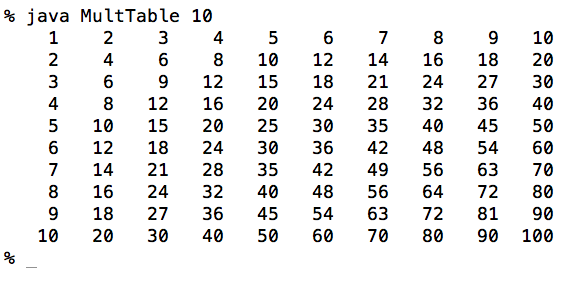 % java MultTable 10
1 2 3 4 5 6 7 8 9 10
2 4 6 8 10 12 14 16 18 20
3 6 9 12 15 18 21 24 27 30
4 8 12 16 20 24 28 32 36 40
5 10 15 20 25 30 35 40 45 50
6 12 18 24 30 36 42 48 54 60
7 14 21 28 35 42 49 56 63 70
8 16 24 32 40 48 56 64 72 80
9 18 27 36 45 54 63 72 81 90
10 20 30 40 50 60 70 80 90 100
% _